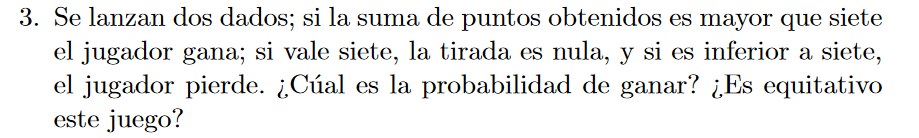 3. Se lanzan dos dados; si la suma de puntos obtenidos es mayor que siete
el jugador gana; si vale siete, la tirada es nula, y si es inferior a siete,
el jugador pierde. ¿Cúal es la probabilidad de ganar? ¿Es equitativo
este juego?